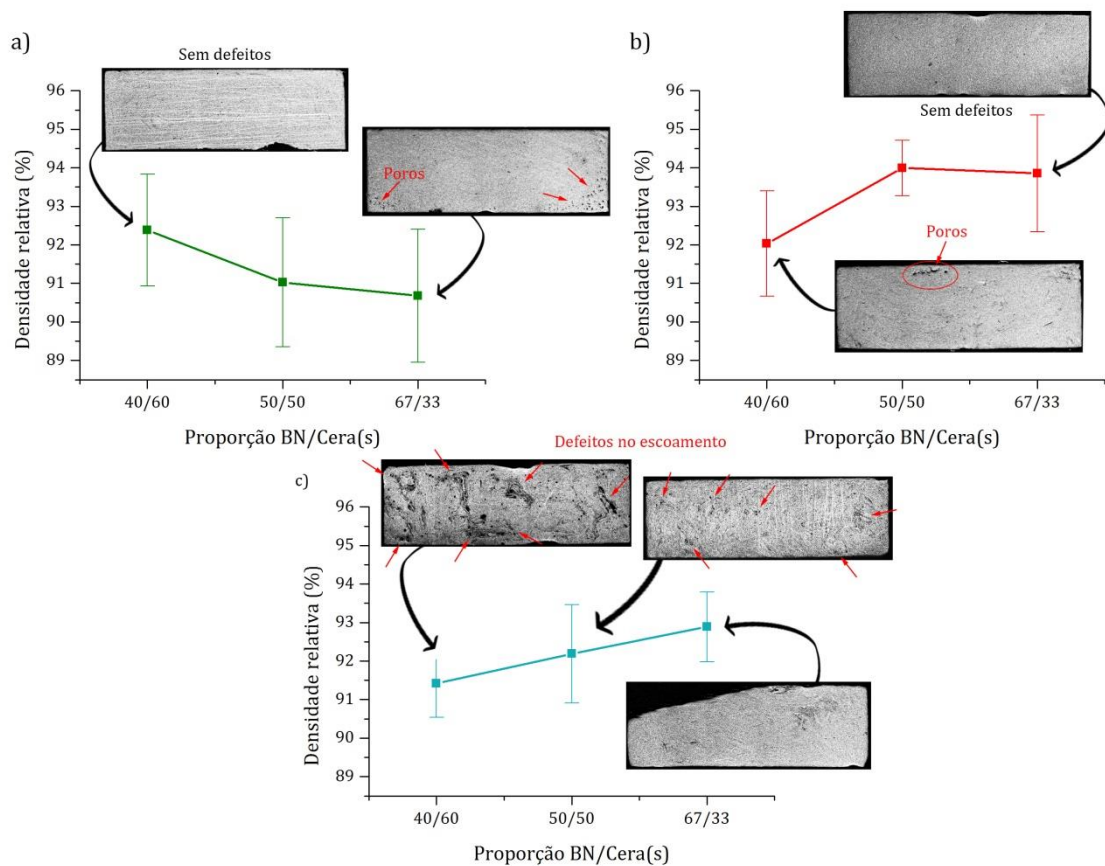 a)
Sem defeitos
Poros
96
95
94
93
92
91
90
89
Densidade relativa (%)
40/60
50/50
67/33
Proporção BN/Cera(s)
b)
Sem defeitos
Poros
96
95
94
93
92
91
90
89
Densidade relativa (%)
40/60
50/50
67/33
Proporção BN/Cera(s)
Defeitos no escoamento
c)
96
95
94
93
92
91
90
89
Densidade relativa (%)
40/60
50/50
67/33
Proporção BN/Cera(s)